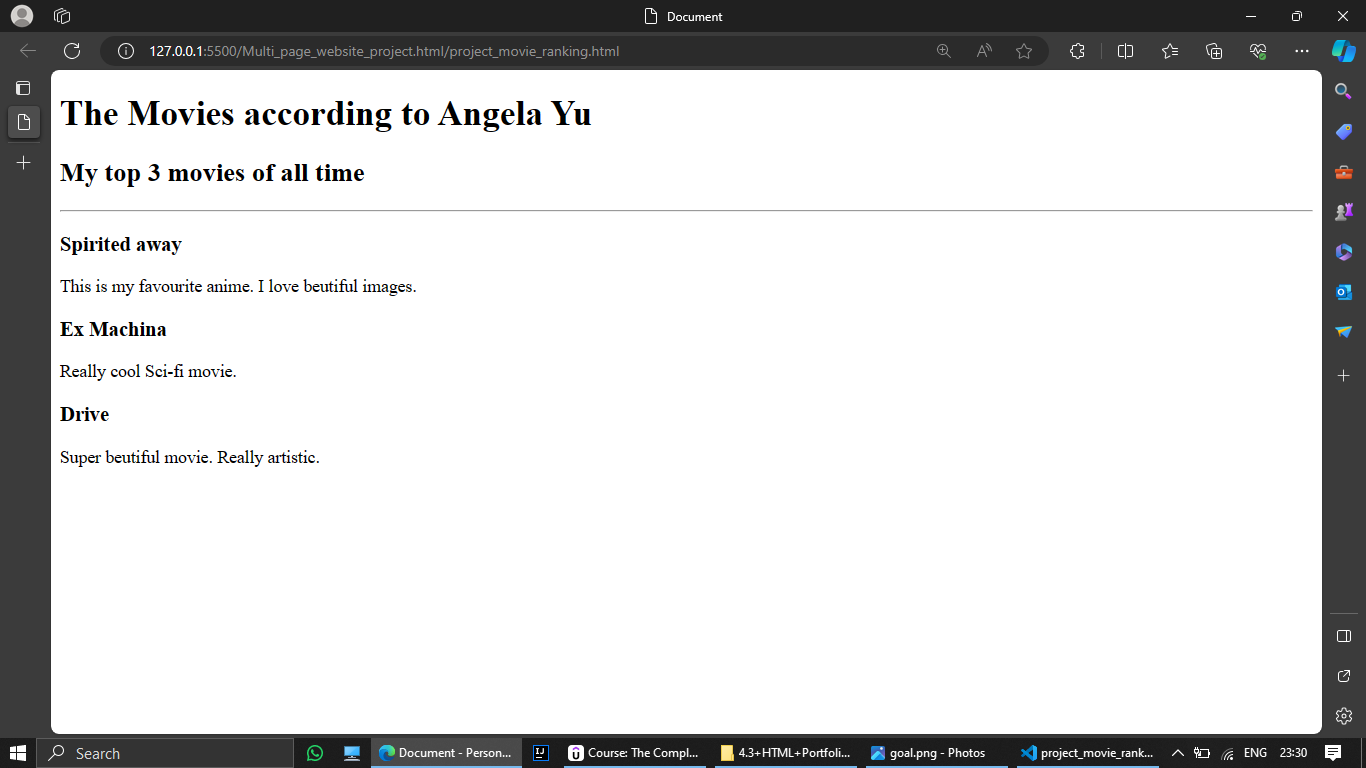 Document
127.0.0.1:5500/Multi_page_website_project.html/project_movie_ranking.html
The Movies according to Angela Yu
My top 3 movies of all time
Spirited away
This is my favourite anime. I love beutiful images.
Ex Machina
Really cool Sci-fi movie.
Drive
Super beutiful movie. Really artistic.
Search
Document - Person...
Course: The Compl...
4.3+HTML+Portfoli...
goal.png - Photos
project_movie_rank...
ENG
23:30